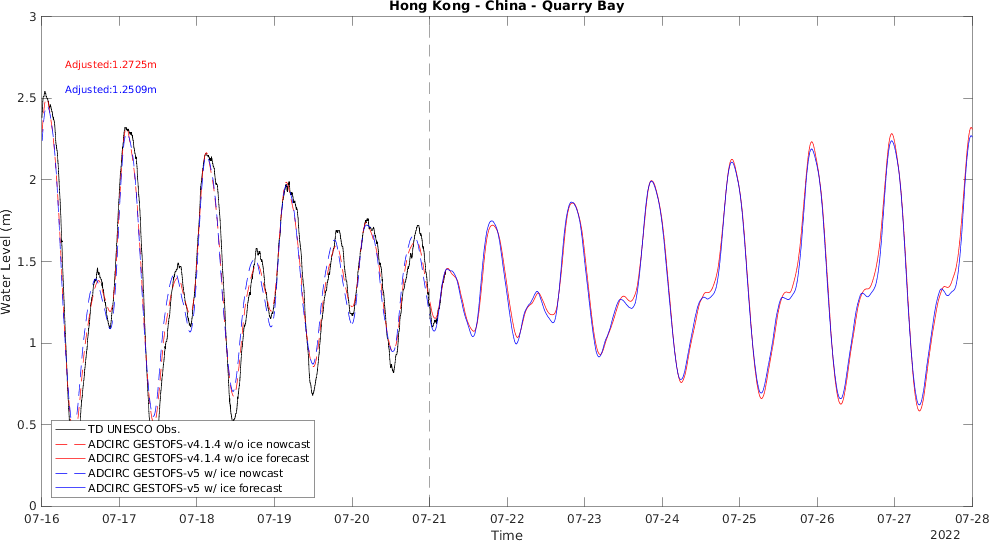 Hong Kong - China - Quarry Bay
3
2.5
2
1.5
1
0.5
0
Water Level (m)
Adjusted:1.2725m
Adjusted:1.2509m
TD UNESCO Obs.
ADCIRC GESTOFS-v4.1.4 w/o ice nowcast
ADCIRC GESTOFS-v4.1.4 w/o ice forecast
ADCIRC GESTOFS-v5 w/ ice nowcast
ADCIRC GESTOFS-v5 w/ ice forecast
07-16 07-17 07-18 07-19 07-20 07-21 07-22 07-23 07-24 07-25 07-26 07-27 07-28
Time
2022